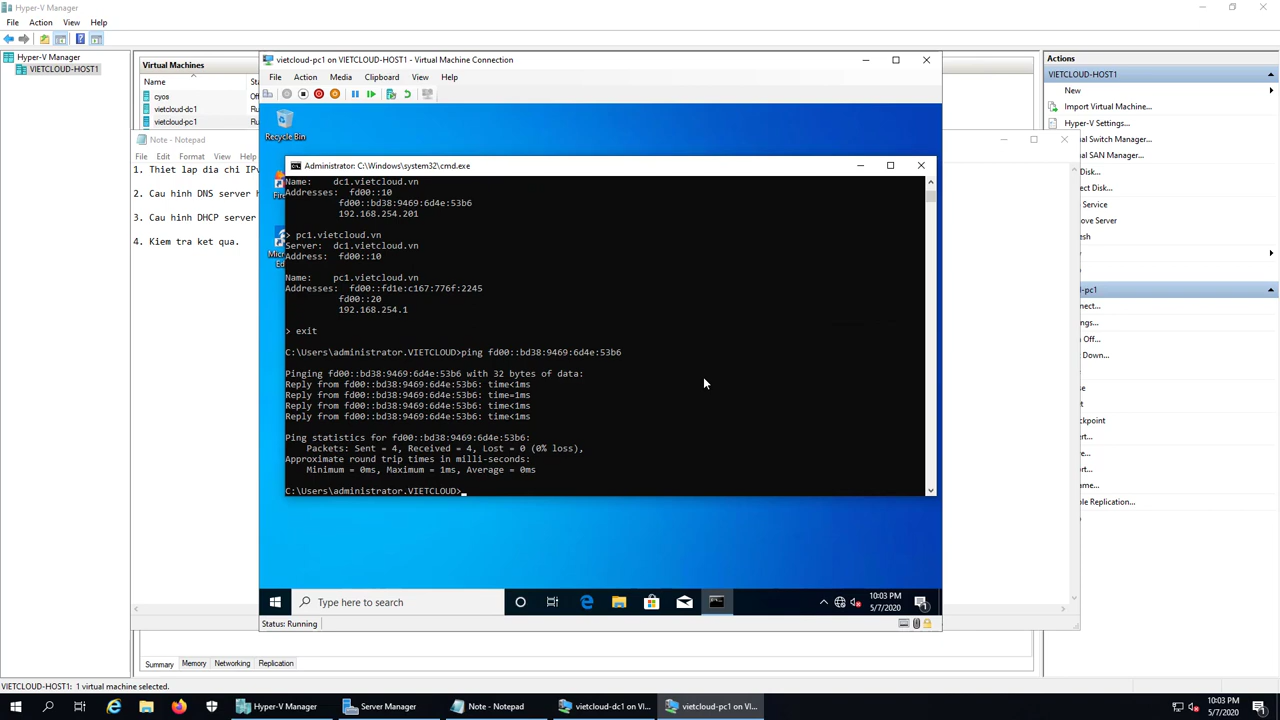 Hyper-V Manager
File Action View Help
Hyper-V Manager
VIETCLOUD-HOST1
Virtual Machines
Name
cyos
vietcloud-dc1
vietcloud-pc1
Note - Notepad
File Edit Format View Help
1. Thiet lap dia chi IPv
2. Cau hinh DNS server
3. Cau hinh DHCP server
4. Kiem tra ket qua.
vietcloud-pc1 on VIETCLOUD-HOST1 - Virtual Machine Connection
File Action Media Clipboard View Help
Recycle Bin
Administrator: C:\Windows\system32\cmd.exe
Name: dc1.vietcloud.vn
Addresses: fd00::10
fd00::bd38:9469:6d4e:53b6
192.168.254.201
> pc1.vietcloud.vn
Server: dc1.vietcloud.vn
Address: fd00::10
Name: pc1.vietcloud.vn
Addresses: fd00::fd1e:c167:776f:2245
fd00::20
192.168.254.1
> exit
C:\Users\administrator.VIETCLOUD>ping fd00::bd38:9469:6d4e:53b6
Pinging fd00::bd38:9469:6d4e:53b6 with 32 bytes of data:
Reply from fd00::bd38:9469:6d4e:53b6: time<1ms
Reply from fd00::bd38:9469:6d4e:53b6: time=1ms
Reply from fd00::bd38:9469:6d4e:53b6: time<1ms
Reply from fd00::bd38:9469:6d4e:53b6: time<1ms
Ping statistics for fd00::bd38:9469:6d4e:53b6:
Packets: Sent = 4, Received = 4, Lost = 0 (0% loss),
Approximate round trip times in milli-seconds:
Minimum = 0ms, Maximum = 1ms, Average = 0ms
C:\Users\administrator.VIETCLOUD>
Type here to search
10:03 PM
5/7/2020
Status: Running
Actions
VIETCLOUD-HOST1
New
Import Virtual Machine...
Hyper-V Settings...
Switch Manager...
SAN Manager...
Service
Server
-pc1
Off...
Down...
ble Replication...
Summary Memory Networking Replication
VIETCLOUD-HOST1: 1 virtual machine selected.
Hyper-V Manager
Server Manager
Note - Notepad
vietcloud-dc1 on VI...
vietcloud-pc1 on VI...
10:03 PM
5/7/2020